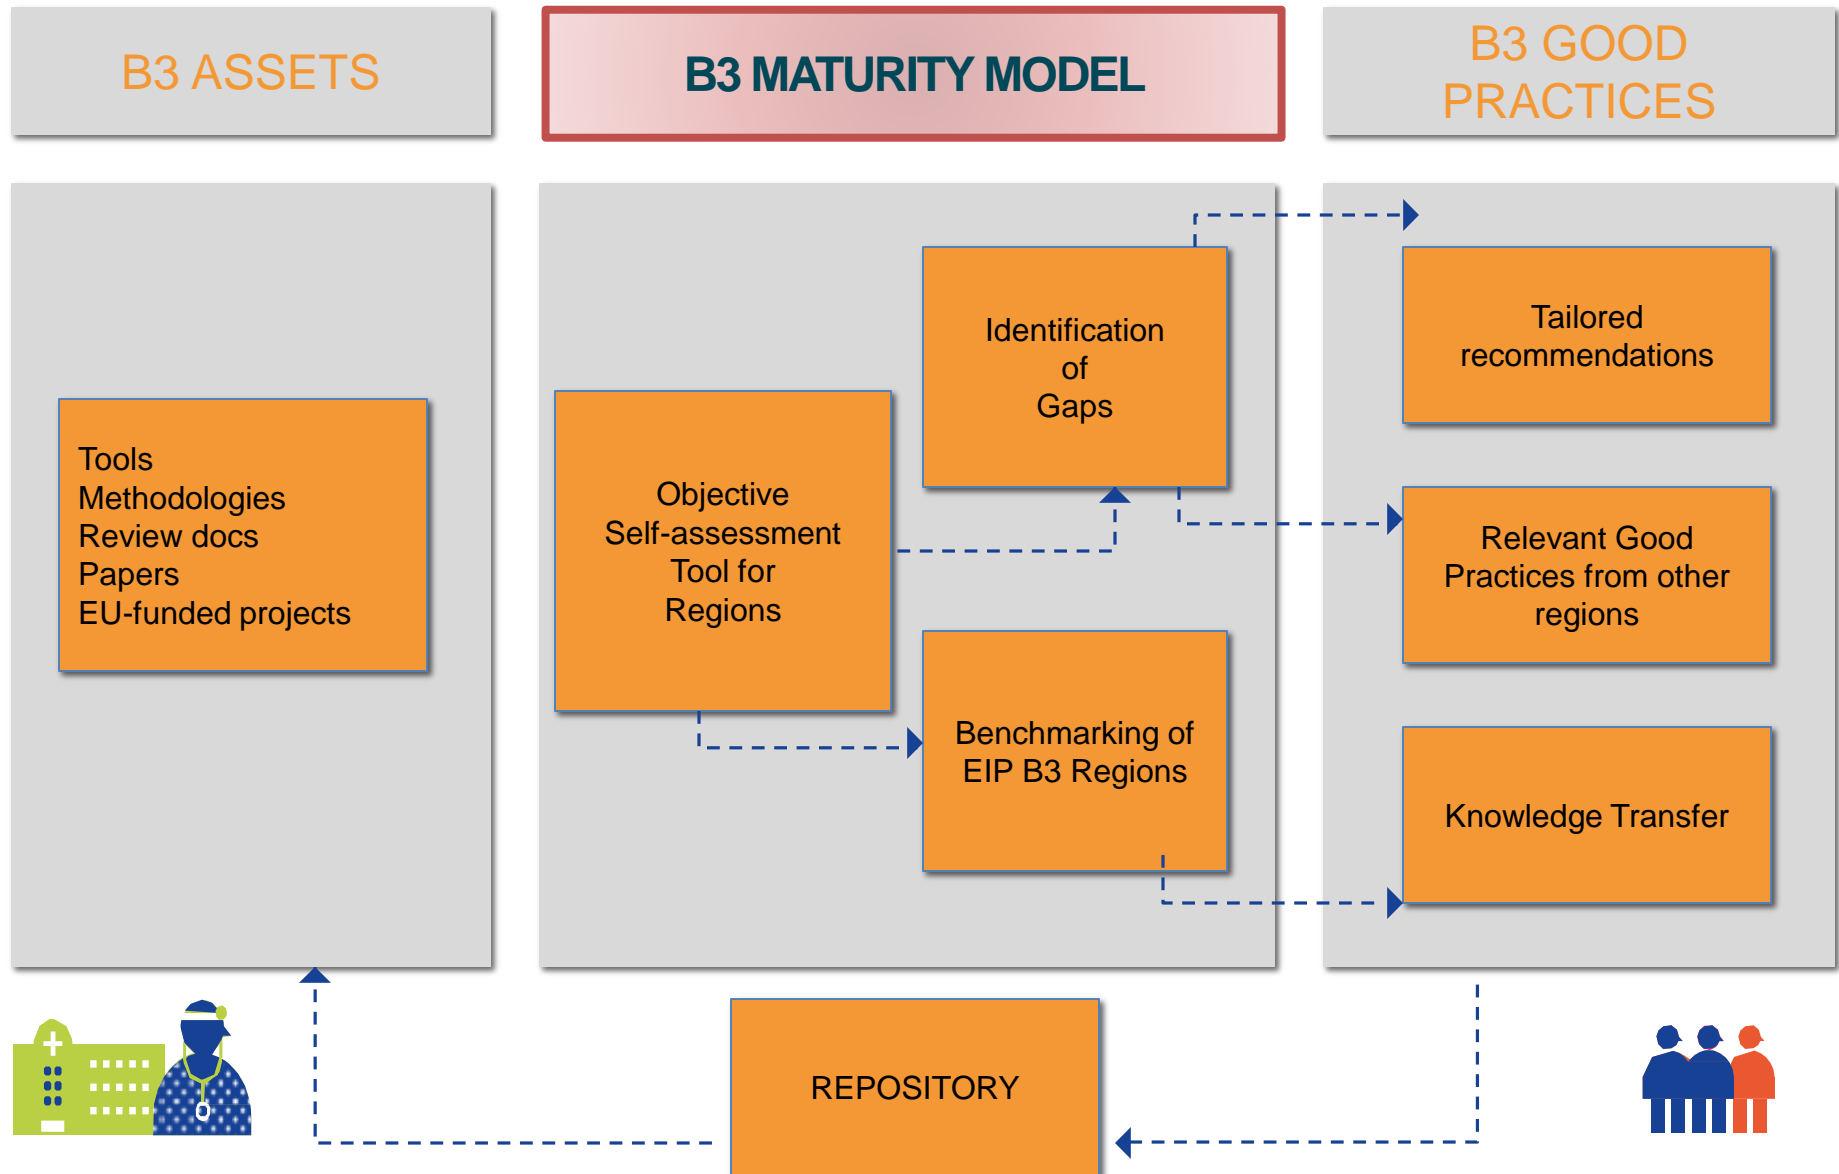 B3 ASSETS
B3 MATURITY MODEL
B3 GOOD
PRACTICES
Tools
Methodologies
Review docs
Papers
EU-funded projects
Objective
Self-assessment
Tool for
Regions
Identification
of
Gaps
Benchmarking of
EIP B3 Regions
Tailored
recommendations
Relevant Good
Practices from other
regions
Knowledge Transfer
REPOSITORY